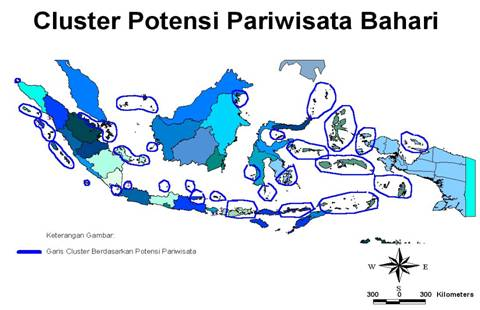 Cluster Potensi Pariwisata Bahari
Keterangan Gambar:
Garis Cluster Berdasarkan Potensi Pariwisata
N
W E
S
300 0 300 Kilometers